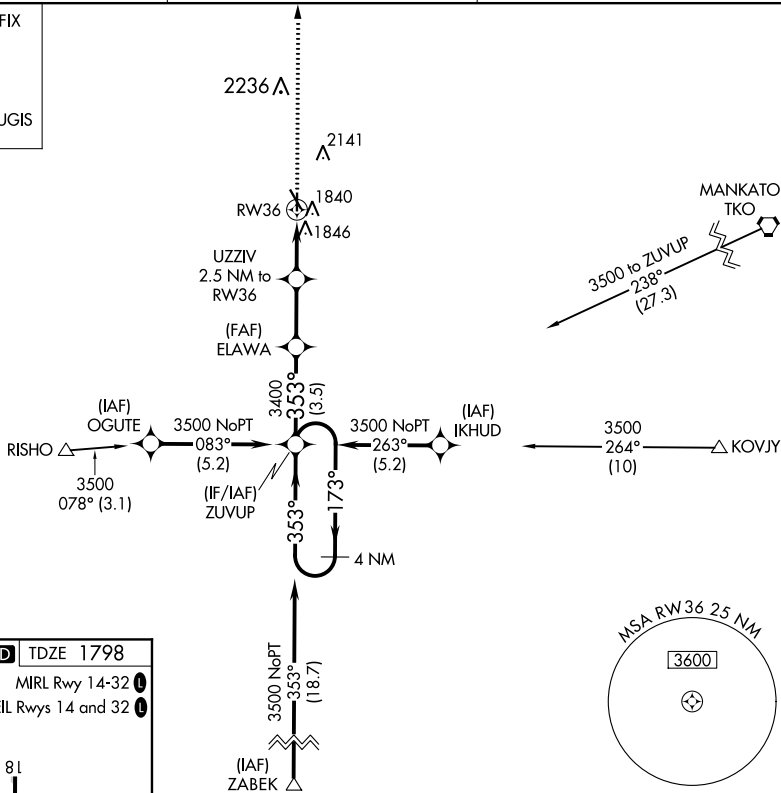 FIX
UGIS
2236
2141
1840
RW36
1846
UZZIV
2.5 NM to
RW36
(FAF)
ELAWA
MANKATO
TKO
3500 to ZUVUP
238°
(27.3)
3400
353°
(3.5)
(IAF)
OGUTE
3500 NoPT
083°
(5.2)
RISHO
3500
078° (3.1)
(IF/IAF)
ZUVUP
3500 NoPT
263°
(5.2)
(IAF)
IKHUD
3500
264°
(10)
KOVJY
353°
173°
4 NM
3500 NoPT
353°
(18.7)
(IAF)
ZABEK
MSA RW36 25 NM
3600
D TDZE 1798
MIRL Rwy 14-32 L
EIL Rwys 14 and 32 L
18